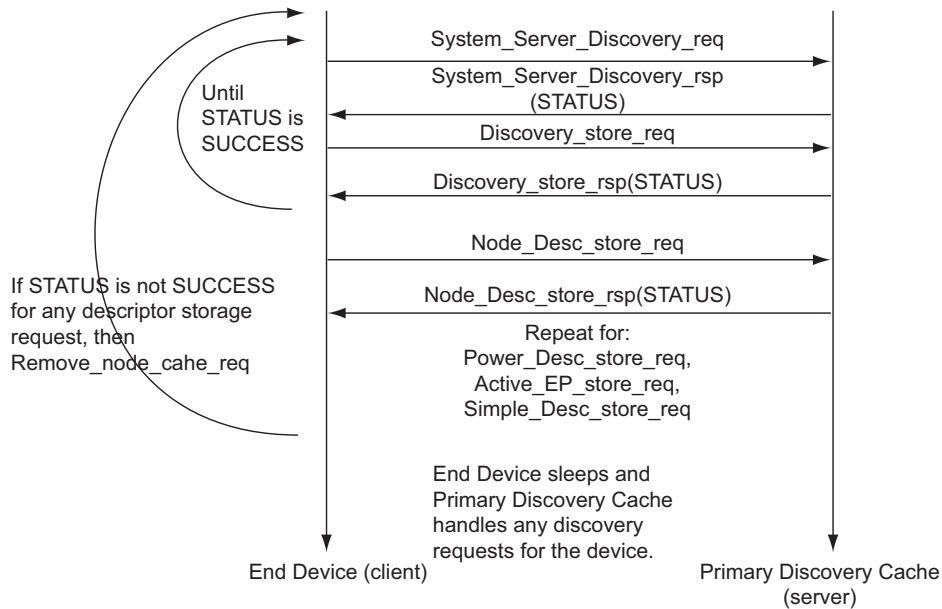 System_Server_Discovery_req
System_Server_Discovery_rsp
(STATUS)
Until
STATUS is
SUCCESS
Discovery_store_req
Discovery_store_rsp(STATUS)
Node_Desc_store_req
If STATUS is not SUCCESS
for any descriptor storage
request, then
Remove_node_cahe_req
Node_Desc_store_rsp(STATUS)
Repeat for:
Power_Desc_store_req,
Active_EP_store_req,
Simple_Desc_store_req
End Device sleeps and
Primary Discovery Cache
handles any discovery
requests for the device.
End Device (client)
Primary Discovery Cache
(server)